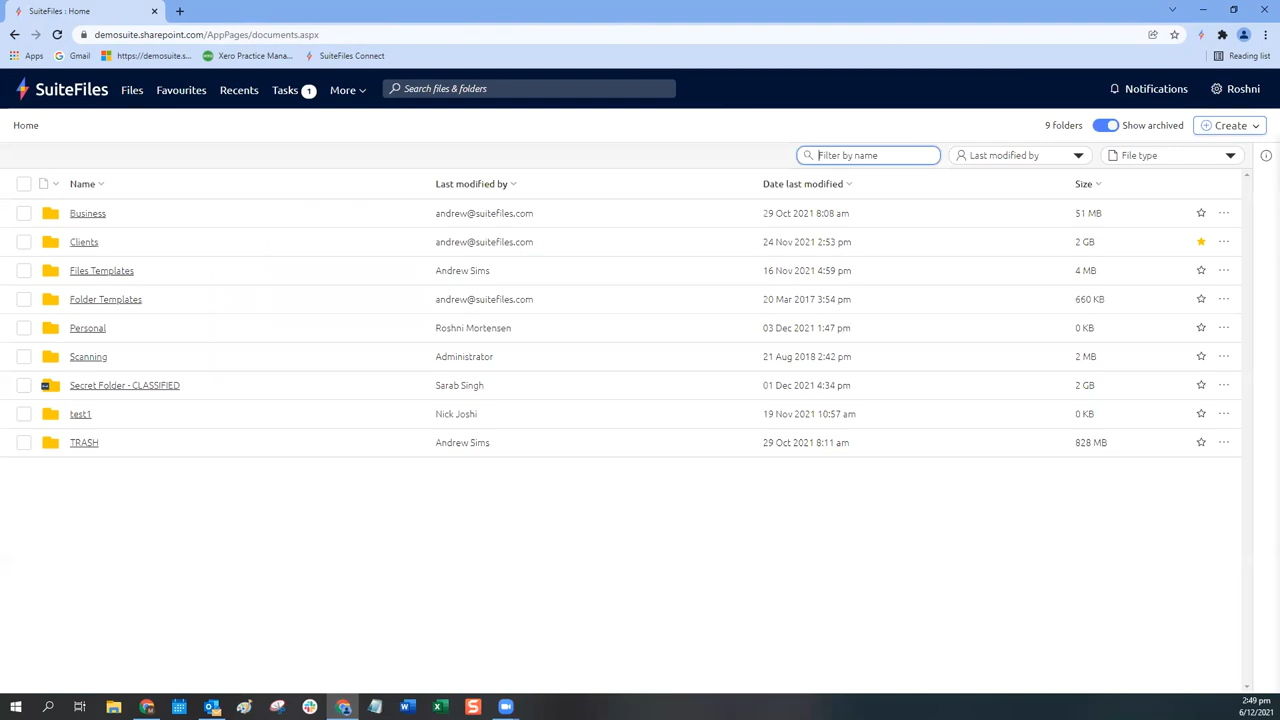 SuiteFiles : Home
demosuite.sharepoint.com/AppPages/documents.aspx
Apps Gmail https://demosuite.s... Xero Practice Mana... SuiteFiles Connect Reading list
SuiteFiles Files Favourites Recents Tasks 1 More Search files & folders Notifications Roshni
Home 9 folders Show archived Create
Filter by name Last modified by File type
Name Last modified by Date last modified Size
Business andrew@suitefiles.com 29 Oct 2021 8:08 am 51 MB
Clients andrew@suitefiles.com 24 Nov 2021 2:53 pm 2 GB
Files Templates Andrew Sims 16 Nov 2021 4:59 pm 4 MB
Folder Templates andrew@suitefiles.com 20 Mar 2017 3:54 pm 660 KB
Personal Roshni Mortensen 03 Dec 2021 1:47 pm 0 KB
Scanning Administrator 21 Aug 2018 2:42 pm 2 MB
Secret Folder - CLASSIFIED Sarab Singh 01 Dec 2021 4:34 pm 2 GB
test1 Nick Joshi 19 Nov 2021 10:57 am 0 KB
TRASH Andrew Sims 29 Oct 2021 8:11 am 828 MB
2:49 pm
6/12/2021